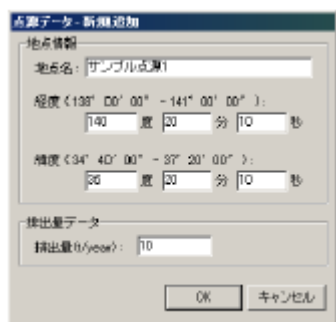 点源データ-新規追加
地点情報
地点名: サンプル点源1
経度 (138° 00′ 00″ - 141° 00′ 00″):
140 度 20 分 10 秒
緯度 (34° 40′ 00″ - 37° 20′ 00″):
35 度 20 分 10 秒
排出量データ
排出量(t/year): 10
OK キャンセル